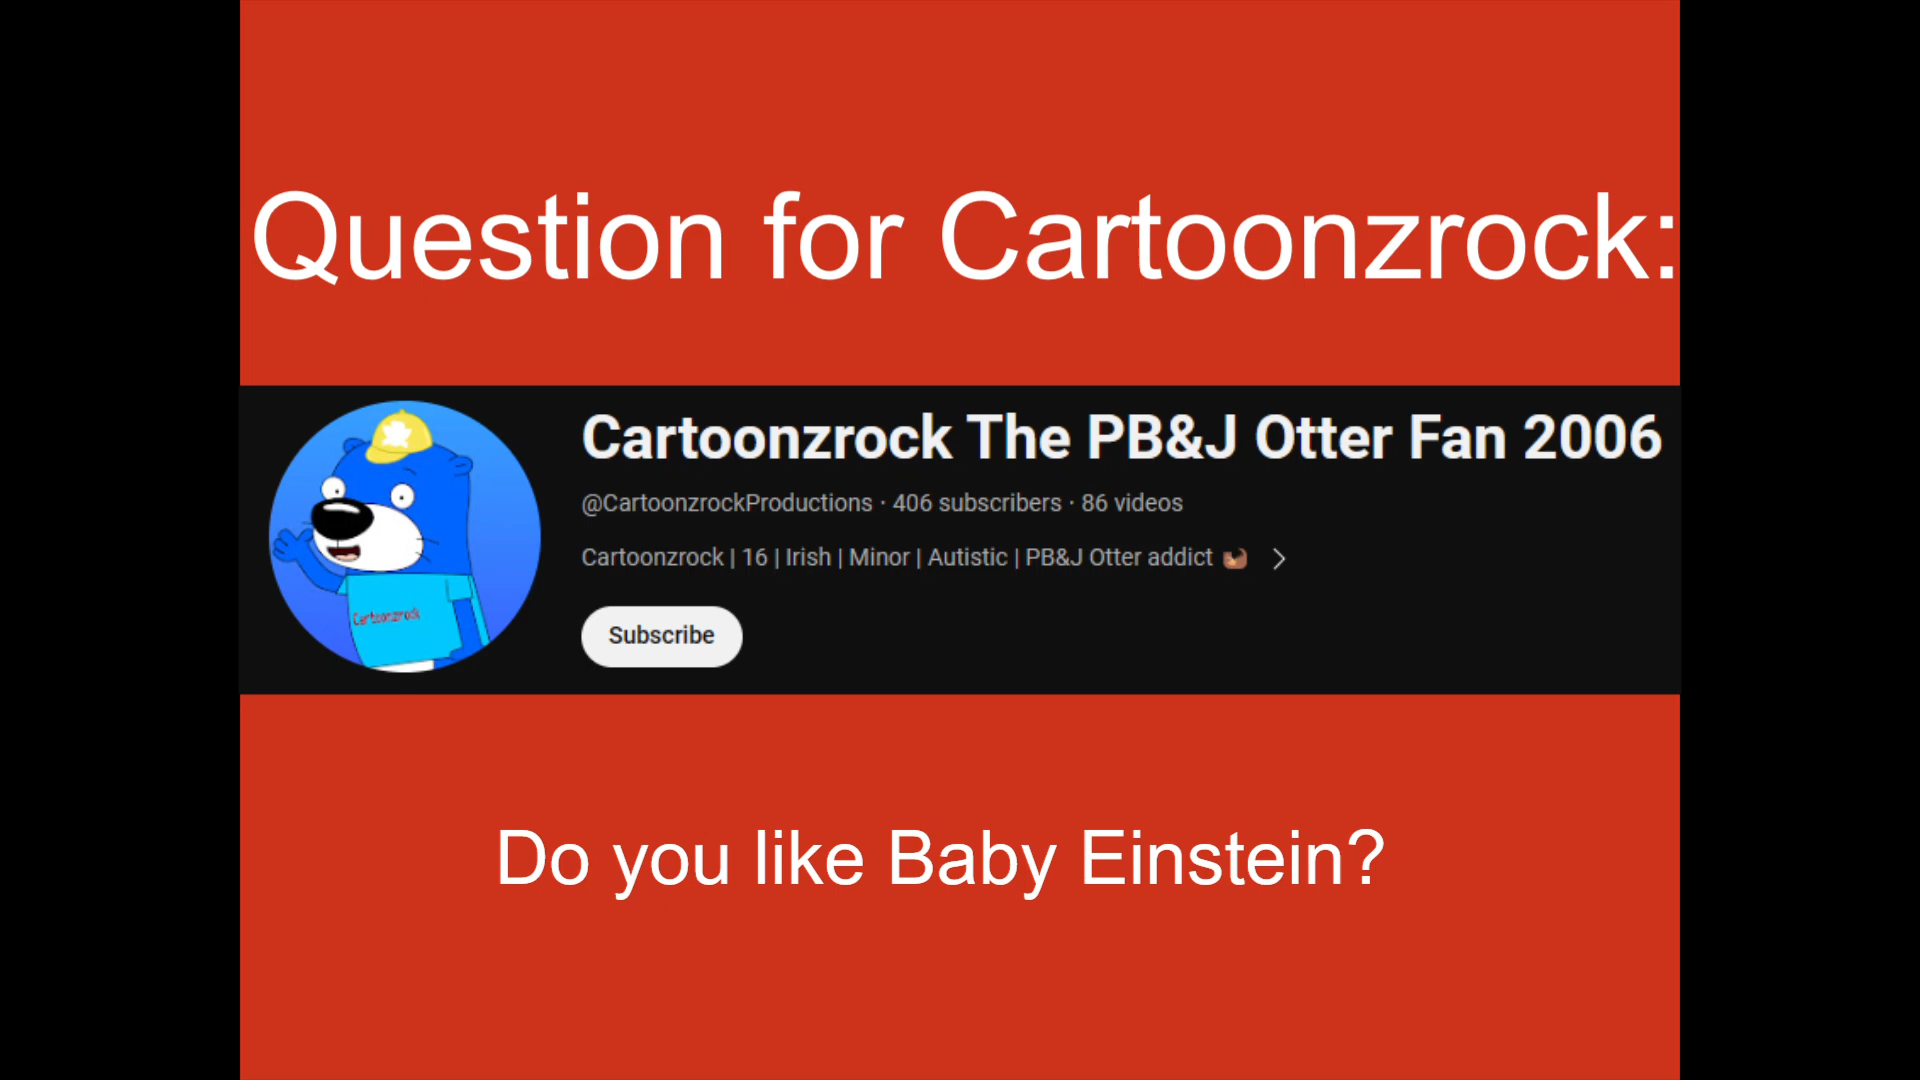 Question for Cartoonzrock:
Cartoonzrock The PB&J Otter Fan 2006
@CartoonzrockProductions · 406 subscribers · 86 videos
Cartoonzrock | 16 | Irish | Minor | Autistic | PB&J Otter addict 🦦
Cartoonzrock
Subscribe
Do you like Baby Einstein?